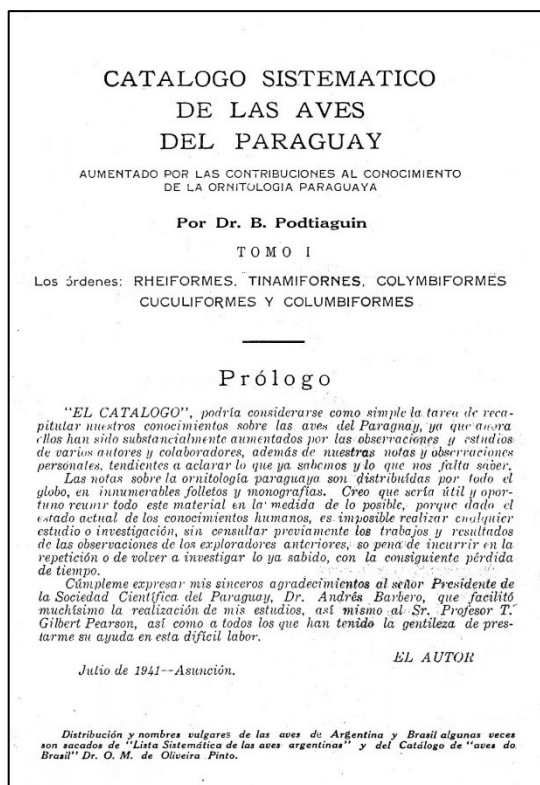 CATALOGO SISTEMATICO
DE LAS AVES
DEL PARAGUAY
AUMENTADO POR LAS CONTRIBUCIONES AL CONOCIMIENTO
DE LA ORNITOLOGIA PARAGUAYA
Por Dr. B. Podtiaguin
TOMO I
Los órdenes: RHEIFORMES, TINAMIFORNES, COLYMBIFORMES
CUCULIFORMES Y COLUMBIFORMES
Prólogo
"EL CATALOGO", podría considerarse como simple la tarea de reca-
pitular nuestros conocimientos sobre las aves del Paragnay, ya que ahora
ellos han sido substancialmente aumentados por las observaciones y estudios
de varios autores y colaboradores, además de nuestras notas y observaciones
personales, tendientes a aclarar lo que ya sabemos y lo que nos falta saber.
Las notas sobre la ornitología paraguaya son distribuídas por todo el
globo, en innumerables folletos y monografías. Creo que sería útil y opor-
tuno reunir todo este material en la medida de lo posible, porque dado el
estado actual de los conocimientos humanos, es imposible realizar cualquier
estudio o investigación, sin consultar previamente los trabajos y resultados
de las observaciones de los exploradores anteriores, so pena de incurrir en la
repetición o de volver a investigar lo ya sabido, con la consiguiente pérdida
de tiempo.
Cúmpleme expresar mis sinceros agradecimientos al señor Presidente de
la Sociedad Científica del Paraguay, Dr. Andrés Barbero, que facilitó
muchísimo la realización de mis estudios, así mismo al Sr. Profesor T.
Gilbert Pearson, así como a todos los que han tenido la gentileza de pres-
tarme su ayuda en esta difícil labor.
EL AUTOR
Julio de 1941--Asunción.
Distribución y nombres vulgares de las aves de Argentina y Brasil algunas veces
son sacados de "Lista Sistemática de las aves argentinas" y del Catálogo de "aves do
Brasil" Dr. O. M. de Oliveira Pinto.